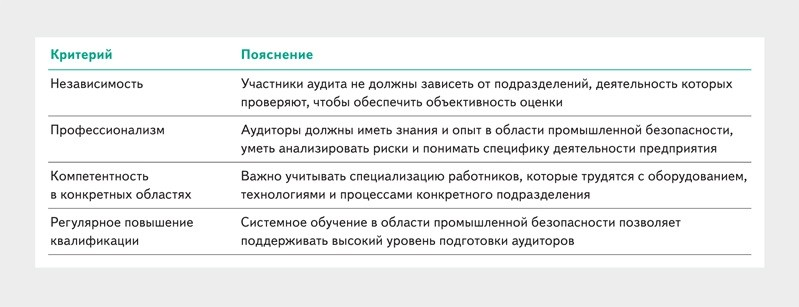 Критерий Пояснение
Независимость Участники аудита не должны зависеть от подразделений, деятельность которых
проверяют, чтобы обеспечить объективность оценки
Профессионализм Аудиторы должны иметь знания и опыт в области промышленной безопасности,
уметь анализировать риски и понимать специфику деятельности предприятия
Компетентность Важно учитывать специализацию работников, которые трудятся с оборудованием,
в конкретных областях технологиями и процессами конкретного подразделения
Регулярное повышение Системное обучение в области промышленной безопасности позволяет
квалификации поддерживать высокий уровень подготовки аудиторов